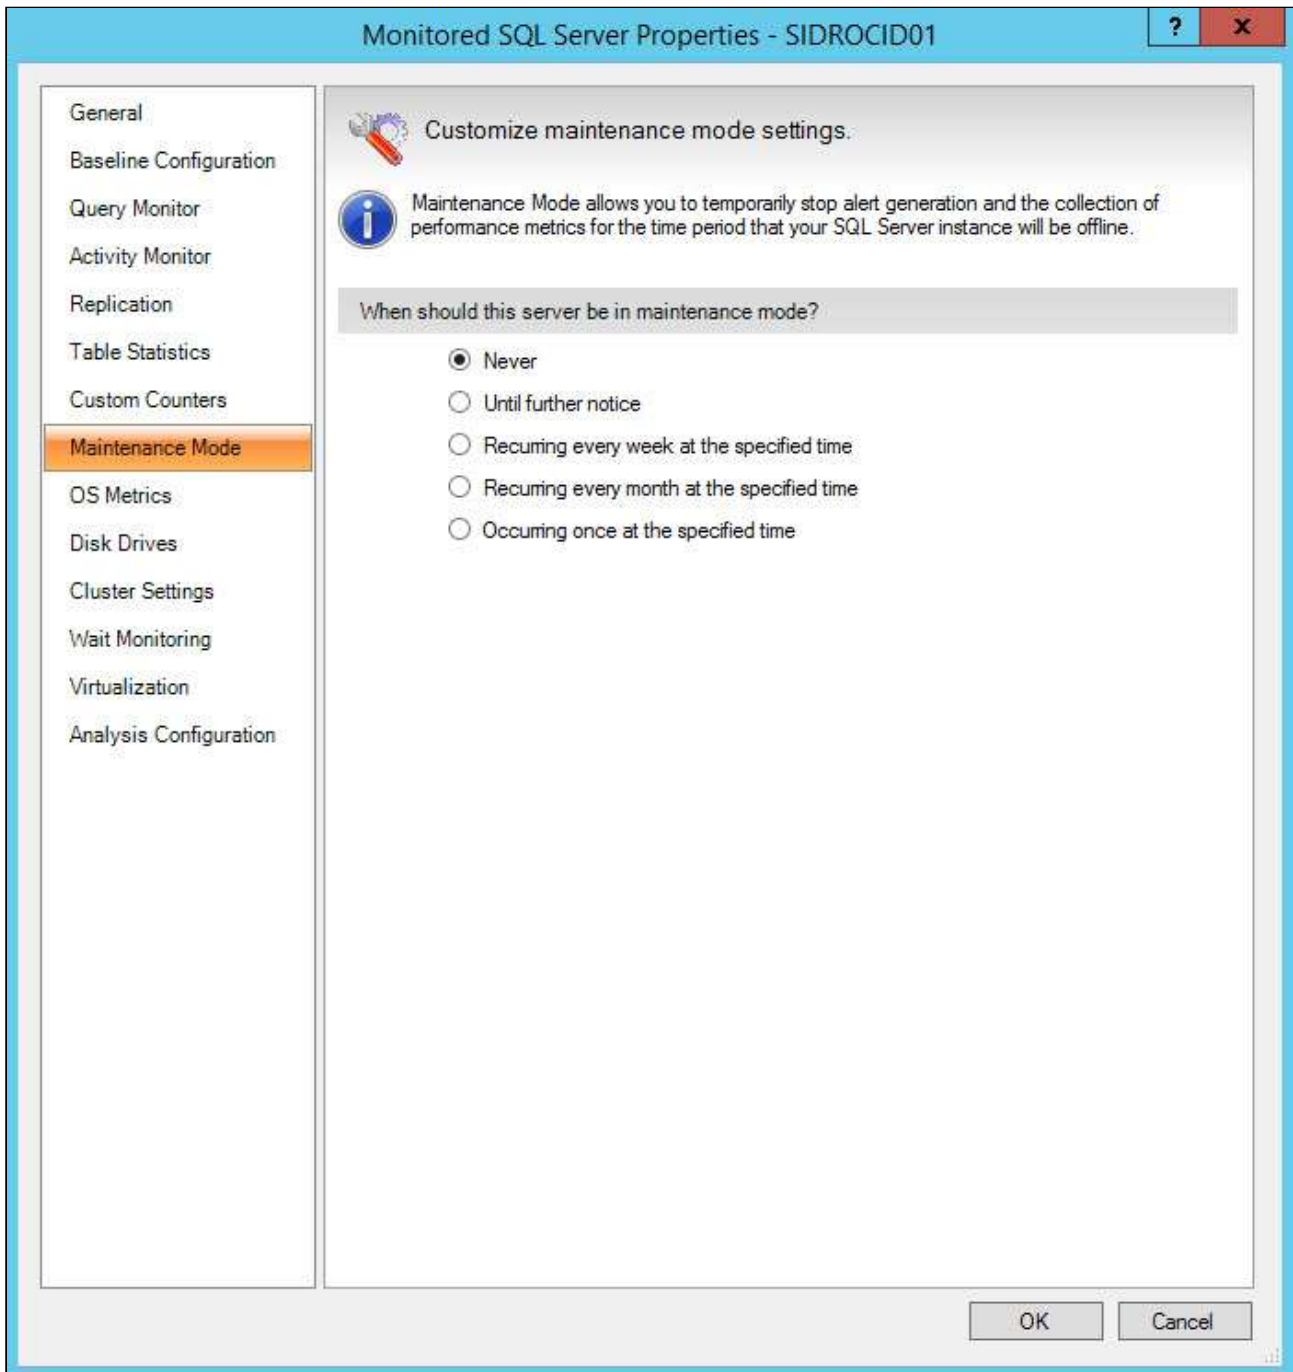 Monitored SQL Server Properties - SIDROCID01
?
X
General
Baseline Configuration
Query Monitor
Activity Monitor
Replication
Table Statistics
Custom Counters
Maintenance Mode
OS Metrics
Disk Drives
Cluster Settings
Wait Monitoring
Virtualization
Analysis Configuration
Customize maintenance mode settings.
Maintenance Mode allows you to temporarily stop alert generation and the collection of
performance metrics for the time period that your SQL Server instance will be offline.
When should this server be in maintenance mode?
Never
Until further notice
Recurring every week at the specified time
Recurring every month at the specified time
Occurring once at the specified time
OK
Cancel